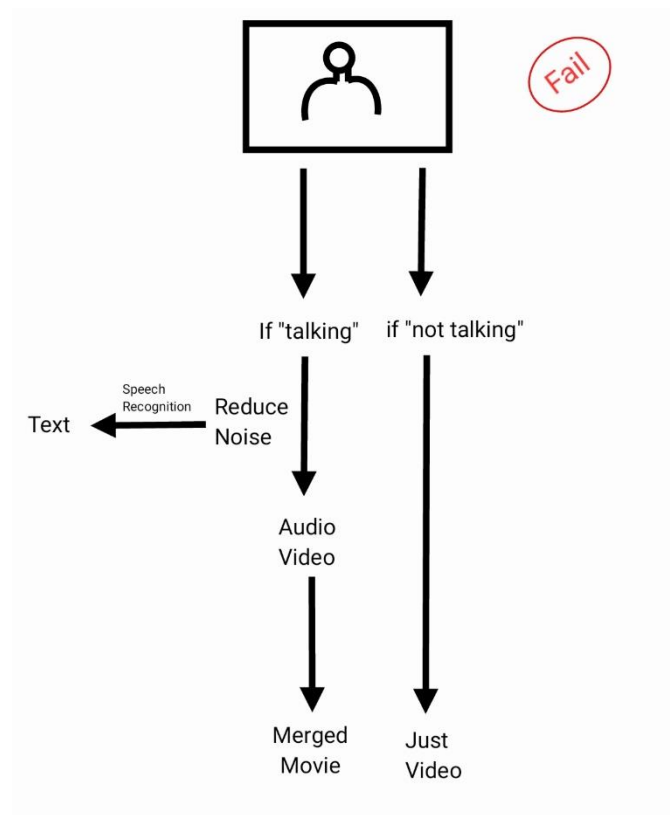 Fail
If "talking"
if "not talking"
Speech
Recognition
Text
Reduce
Noise
Audio
Video
Merged
Movie
Just
Video